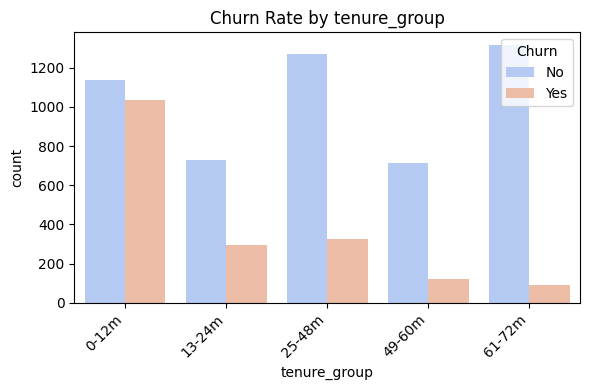 Churn Rate by tenure_group
Churn
No
Yes
count
1200
1000
800
600
400
200
0
0-12m
13-24m
25-48m
49-60m
61-72m
tenure_group